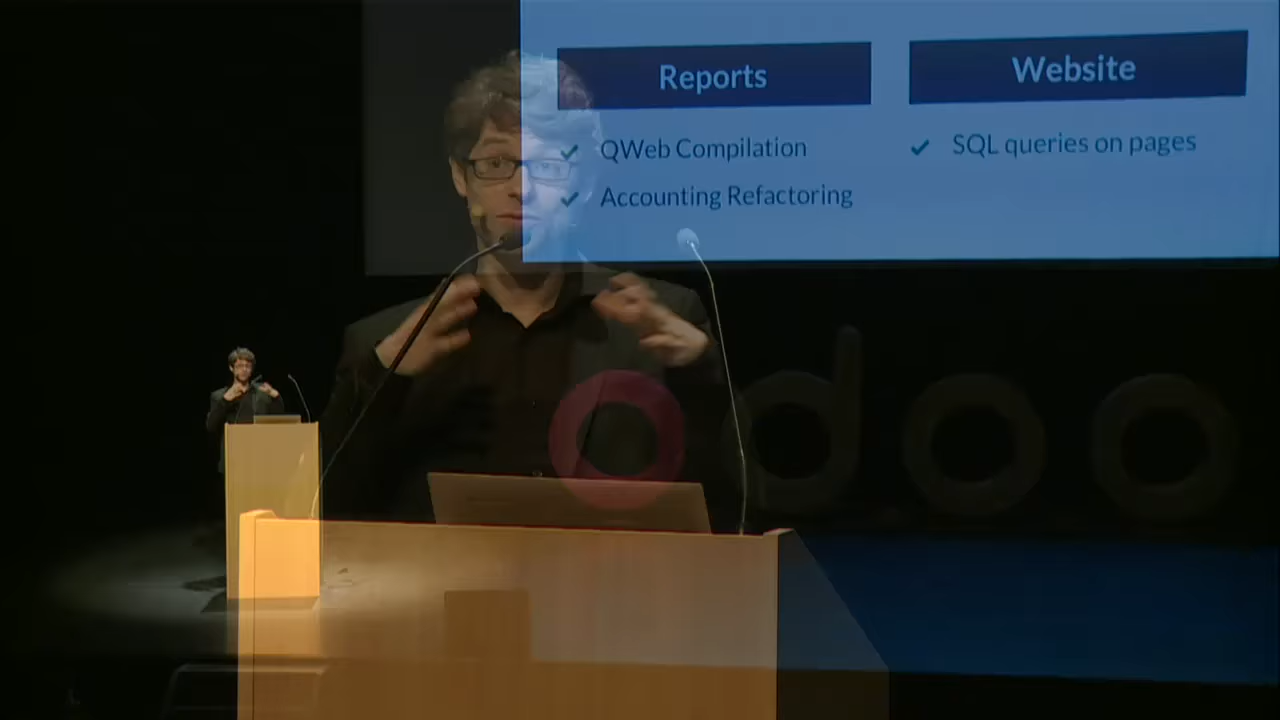 Reports
QWeb Compilation
Accounting Refactoring
Website
SQL queries on pages
odoo